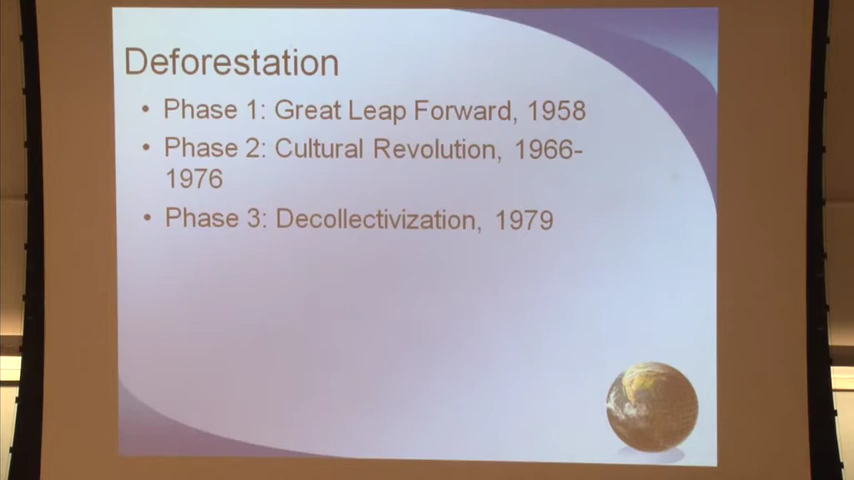 Deforestation
• Phase 1: Great Leap Forward, 1958
• Phase 2: Cultural Revolution, 1966-
1976
• Phase 3: Decollectivization, 1979